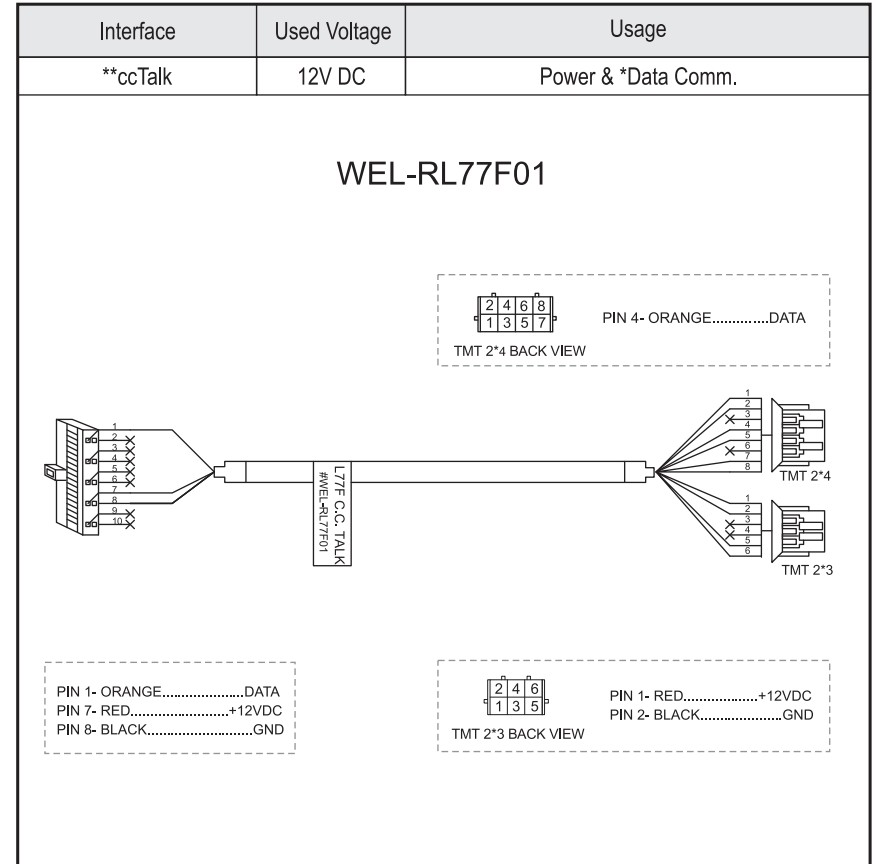 Interface Used Voltage Usage
**ccTalk 12V DC Power & *Data Comm.
WEL-RL77F01
2 4 6 8
1 3 5 7
PIN 4- ORANGE.............DATA
TMT 2*4 BACK VIEW
1
2
3
4
5
6
7
8
9
10
L77F C.C. TALK
#WEL-RL77F01
1
2
3
4
5
6
7
8
TMT 2*4
1
2
3
4
5
6
TMT 2*3
PIN 1- ORANGE...................DATA
PIN 7- RED.......................+12VDC
PIN 8- BLACK........................GND
2 4 6
1 3 5
TMT 2*3 BACK VIEW
PIN 1- RED.................+12VDC
PIN 2- BLACK...................GND